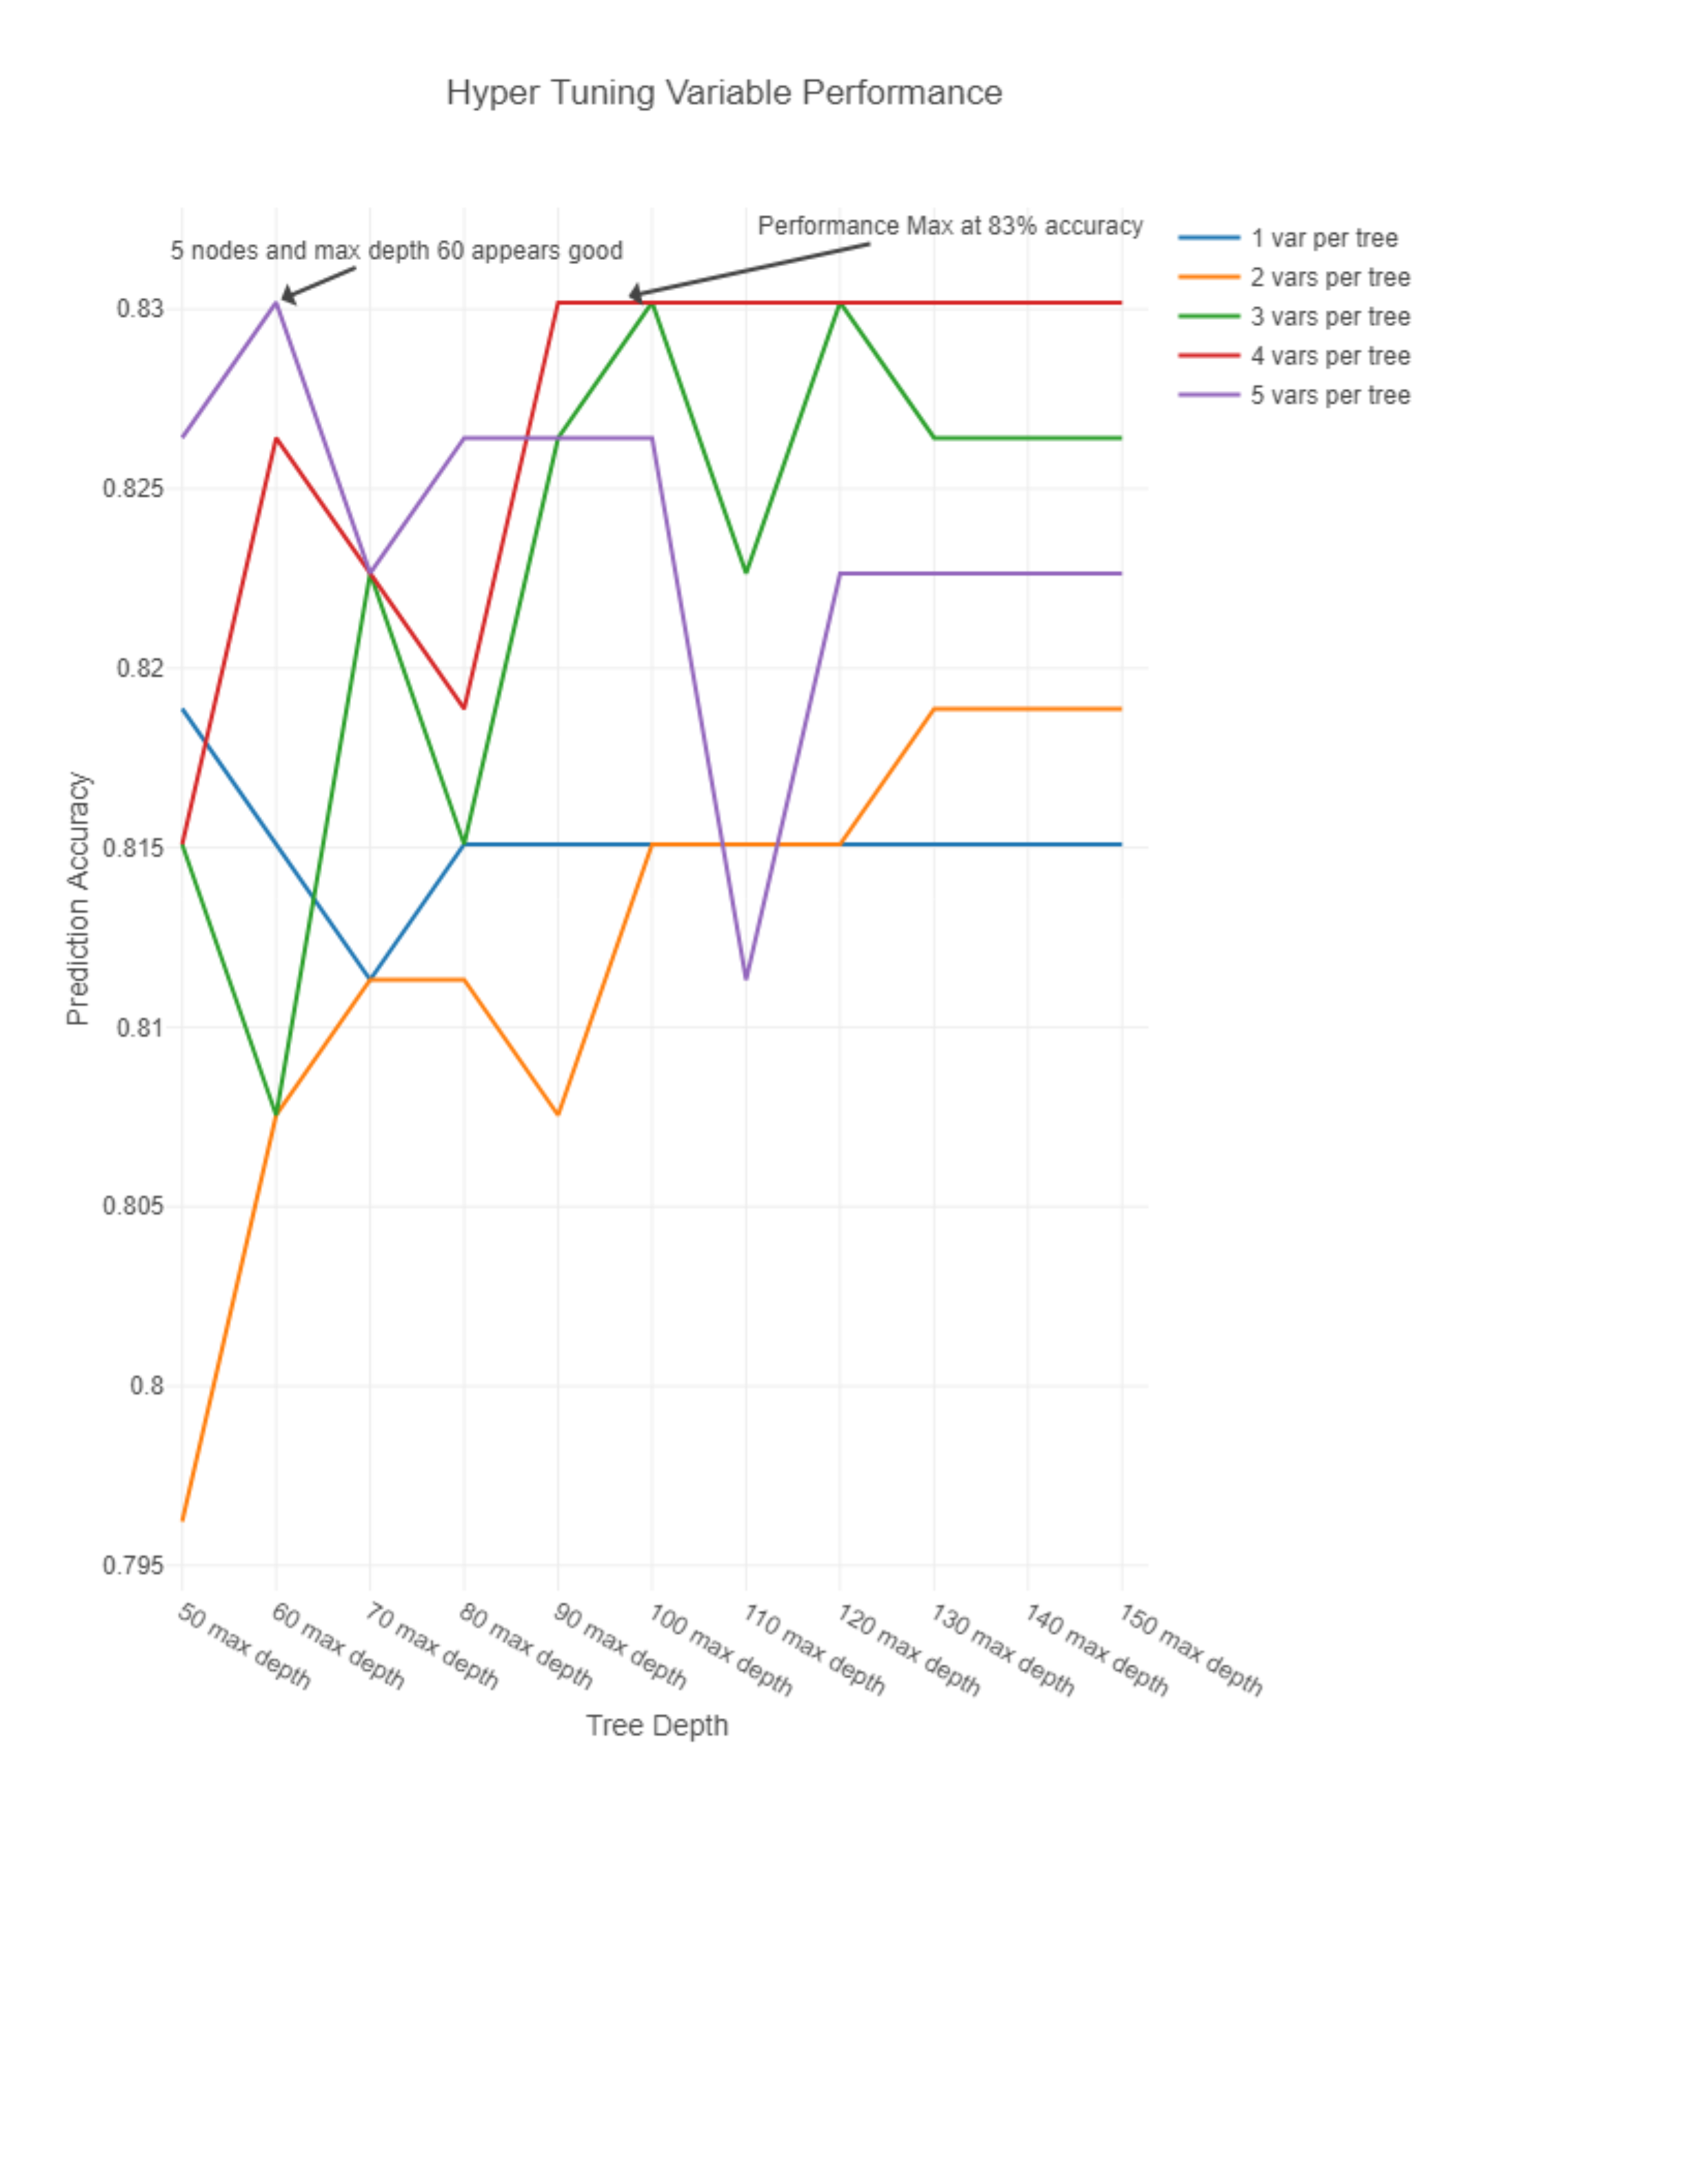 Hyper Tuning Variable Performance
Performance Max at 83% accuracy
5 nodes and max depth 60 appears good
1 var per tree
2 vars per tree
3 vars per tree
4 vars per tree
5 vars per tree
0.83
0.825
0.82
0.815
0.81
0.805
0.8
0.795
Prediction Accuracy
50 max depth
60 max depth
70 max depth
80 max depth
90 max depth
100 max depth
110 max depth
120 max depth
130 max depth
140 max depth
150 max depth
Tree Depth